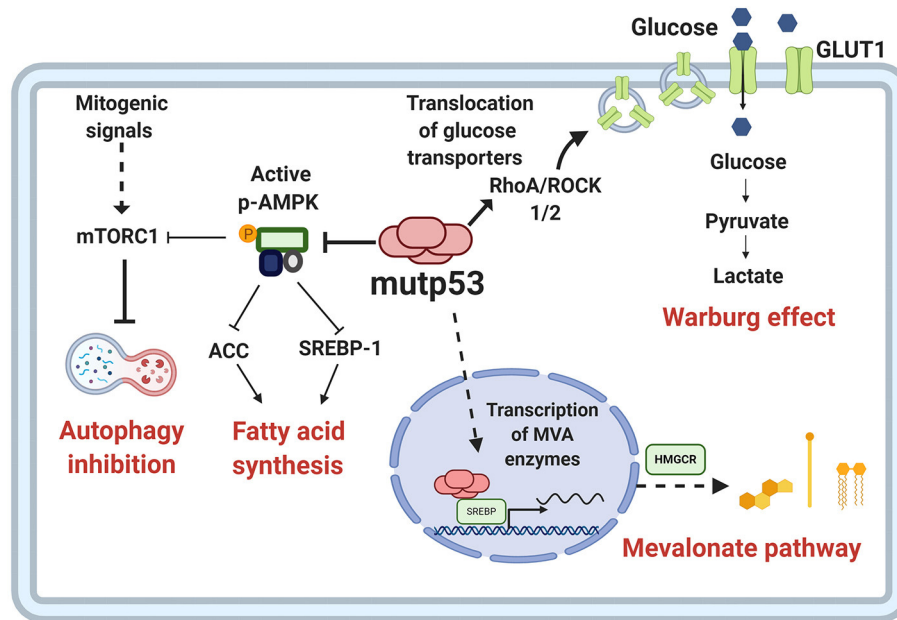 Glucose
GLUT1
Mitogenic
signals
Translocation
of glucose
transporters
Active
p-AMPK
P
RhoA/ROCK
1/2
mTORC1
mutp53
Glucose
Pyruvate
Lactate
Warburg effect
ACC
SREBP-1
Autophagy
inhibition
Fatty acid
synthesis
Transcription
of MVA
enzymes
SREBP
HMGCR
Mevalonate pathway